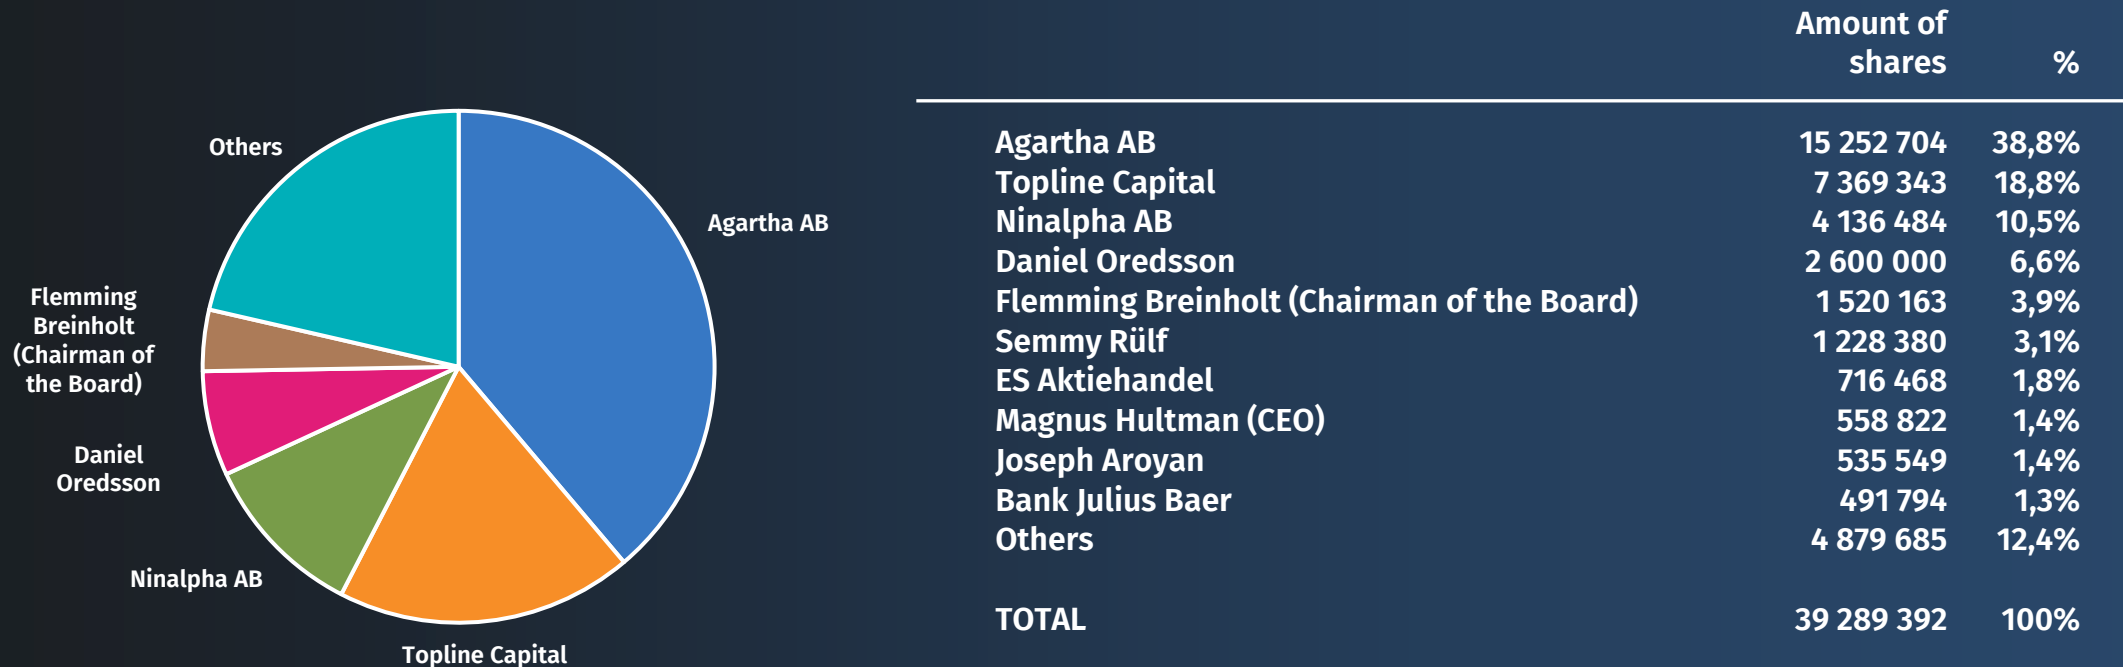 Others
Agartha AB
Flemming
Breinholt
(Chairman of
the Board)
Daniel
Oredsson
Ninalpha AB
Topline Capital
Amount of
shares %
Agartha AB 15 252 704 38,8%
Topline Capital 7 369 343 18,8%
Ninalpha AB 4 136 484 10,5%
Daniel Oredsson 2 600 000 6,6%
Flemming Breinholt (Chairman of the Board) 1 520 163 3,9%
Semmy Rülf 1 228 380 3,1%
ES Aktiehandel 716 468 1,8%
Magnus Hultman (CEO) 558 822 1,4%
Joseph Aroyan 535 549 1,4%
Bank Julius Baer 491 794 1,3%
Others 4 879 685 12,4%
TOTAL 39 289 392 100%